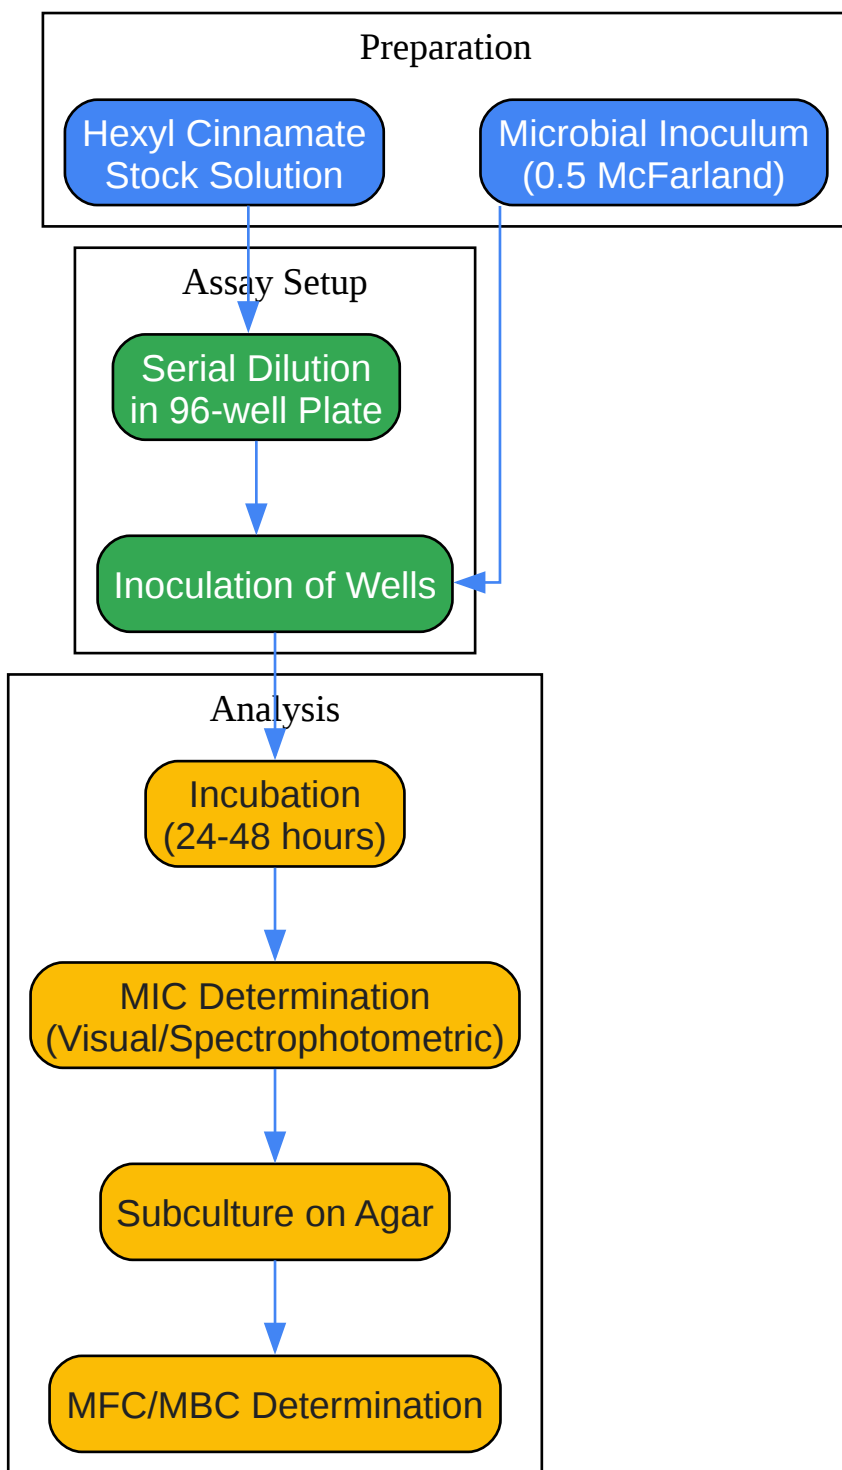 Preparation
Hexyl Cinnamate
Stock Solution
Microbial Inoculum
(0.5 McFarland)
Assay Setup
Serial Dilution
in 96-well Plate
Inoculation of Wells
Analysis
Incubation
(24-48 hours)
MIC Determination
(Visual/Spectrophotometric)
Subculture on Agar
MFC/MBC Determination